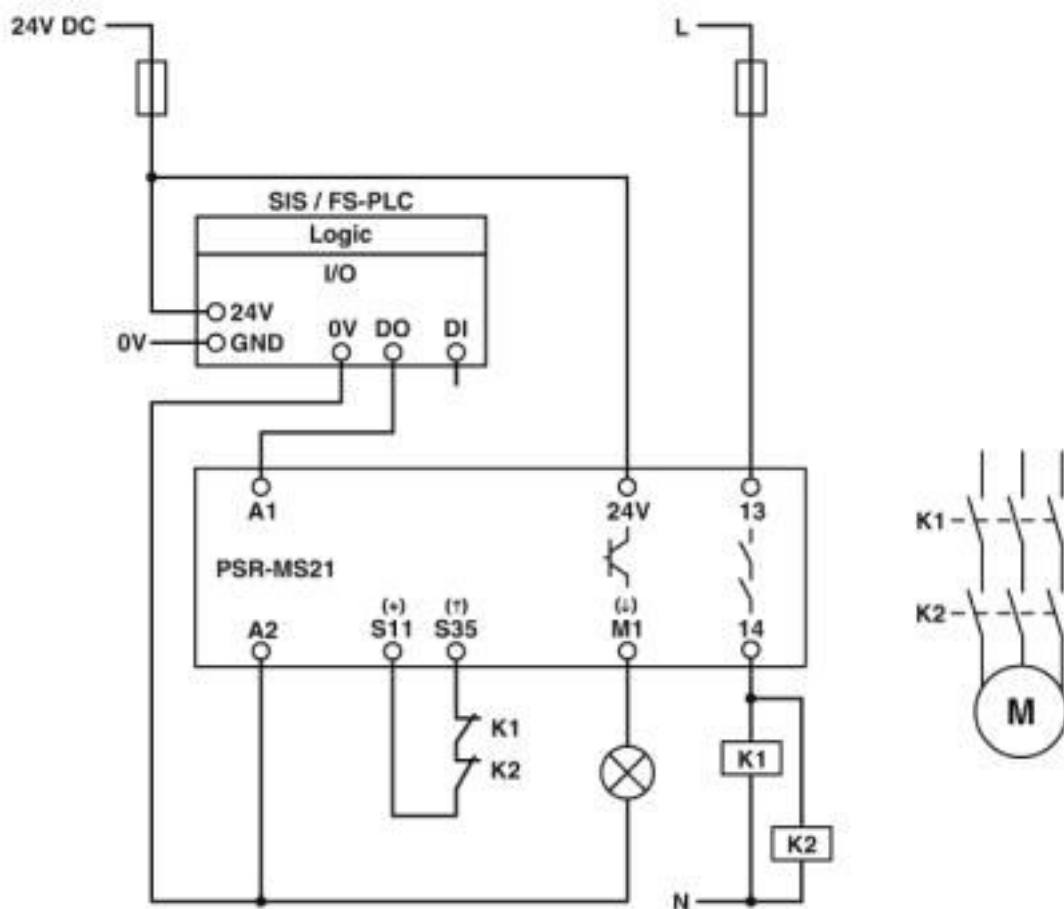 24V DC
L
SIS / FS-PLC
Logic
I/O
24V
0V
GND
0V DO DI
A1
24V
13
PSR-MS21
(+) (↑) (↓)
A2 S11 S35 M1 14
K1
K2
K1
K2
N
K1
K2
M